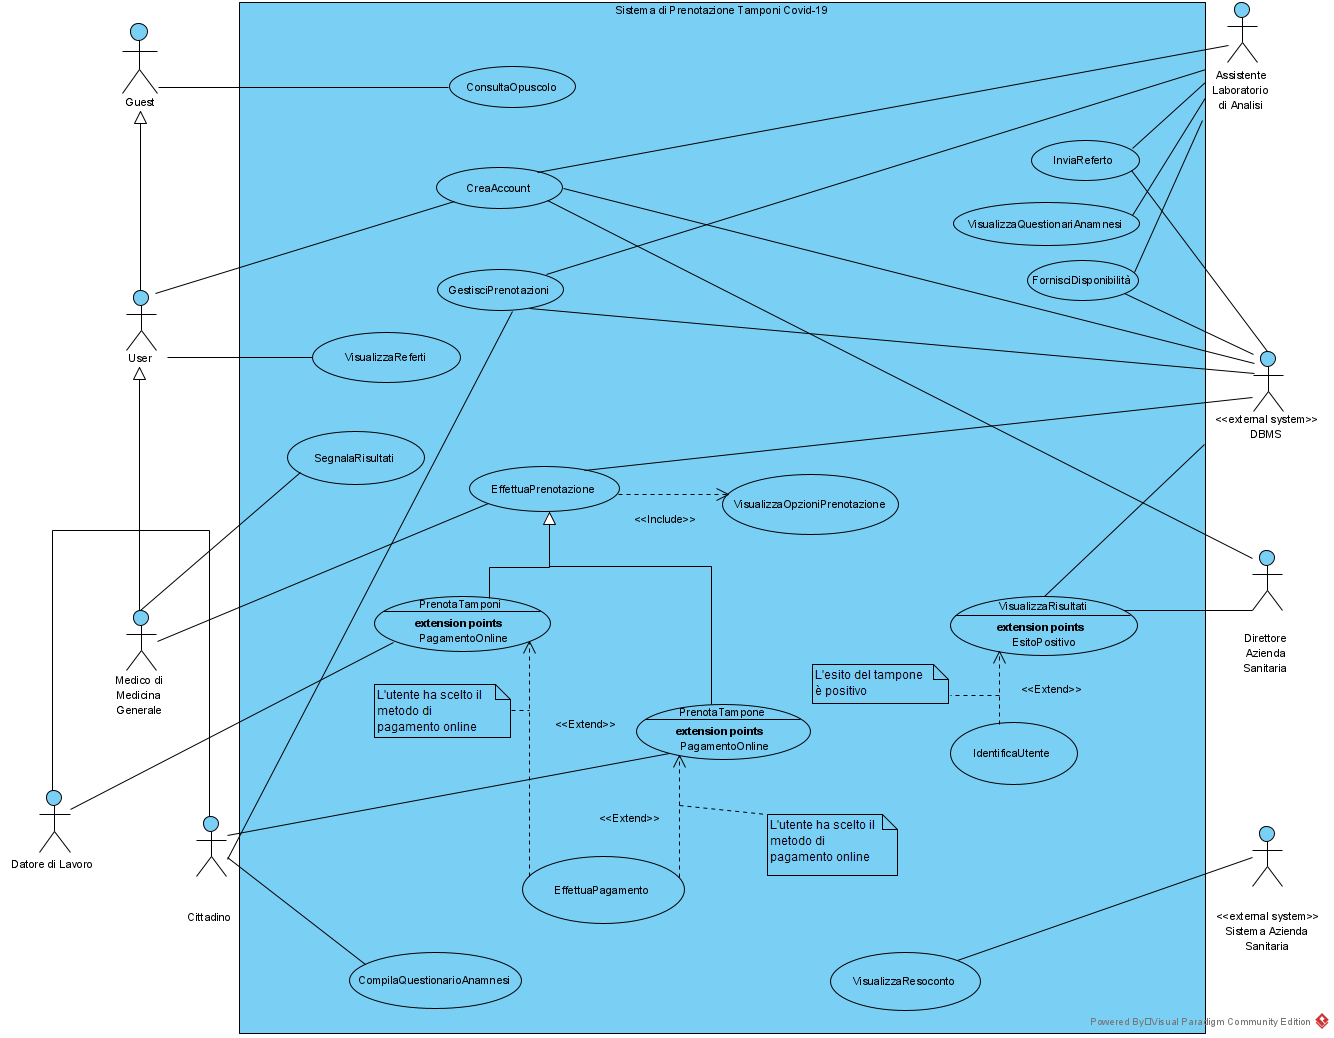 Sistema di Prenotazione Tamponi Covid-19
Guest
ConsultaOpuscolo
Assistente
Laboratorio
di Analisi
InviaReferto
CreaAccount
VisualizzaQuestionariAnamnesi
FornisciDisponibilità
GestisciPrenotazioni
User
VisualizzaReferti
<<external system>>
DBMS
SegnalaRisultati
EffettuaPrenotazione
VisualizzaOpzioniPrenotazione
<<Include>>
PrenotaTamponi
extension points
PagamentoOnline
VisualizzaRisultati
extension points
EsitoPositivo
Direttore
Azienda
Sanitaria
Medico di
Medicina
Generale
L'utente ha scelto il
metodo di
pagamento online
<<Extend>>
L'esito del tampone
è positivo
<<Extend>>
PrenotaTampone
extension points
PagamentoOnline
IdentificaUtente
<<Extend>>
L'utente ha scelto il
metodo di
pagamento online
Datore di Lavoro
Cittadino
EffettuaPagamento
<<external system>>
Sistema Azienda
Sanitaria
CompilaQuestionarioAnamnesi
VisualizzaResoconto
Powered By□Visual Paradigm Community Edition